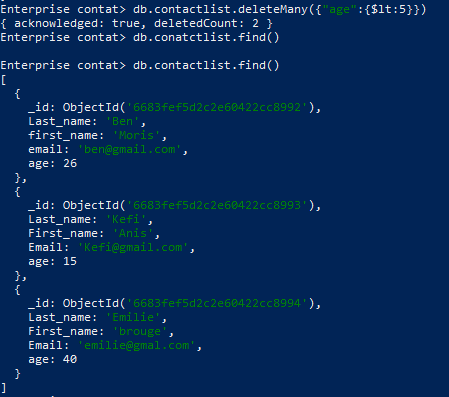 Enterprise contat> db.contactlist.deleteMany({"age":{$lt:5}})
{ acknowledged: true, deletedCount: 2 }
Enterprise contat> db.conatctlist.find()
Enterprise contat> db.contactlist.find()
[
{
_id: ObjectId('6683fef5d2c2e60422cc8992'),
Last_name: 'Ben',
first_name: 'Moris',
email: 'ben@gmail.com',
age: 26
},
{
_id: ObjectId('6683fef5d2c2e60422cc8993'),
Last_name: 'Kefi',
First_name: 'Anis',
Email: 'Kefi@gmail.com',
age: 15
},
{
_id: ObjectId('6683fef5d2c2e60422cc8994'),
Last_name: 'Emilie',
First_name: 'brouge',
Email: 'emilie@gmal.com',
age: 40
}
]